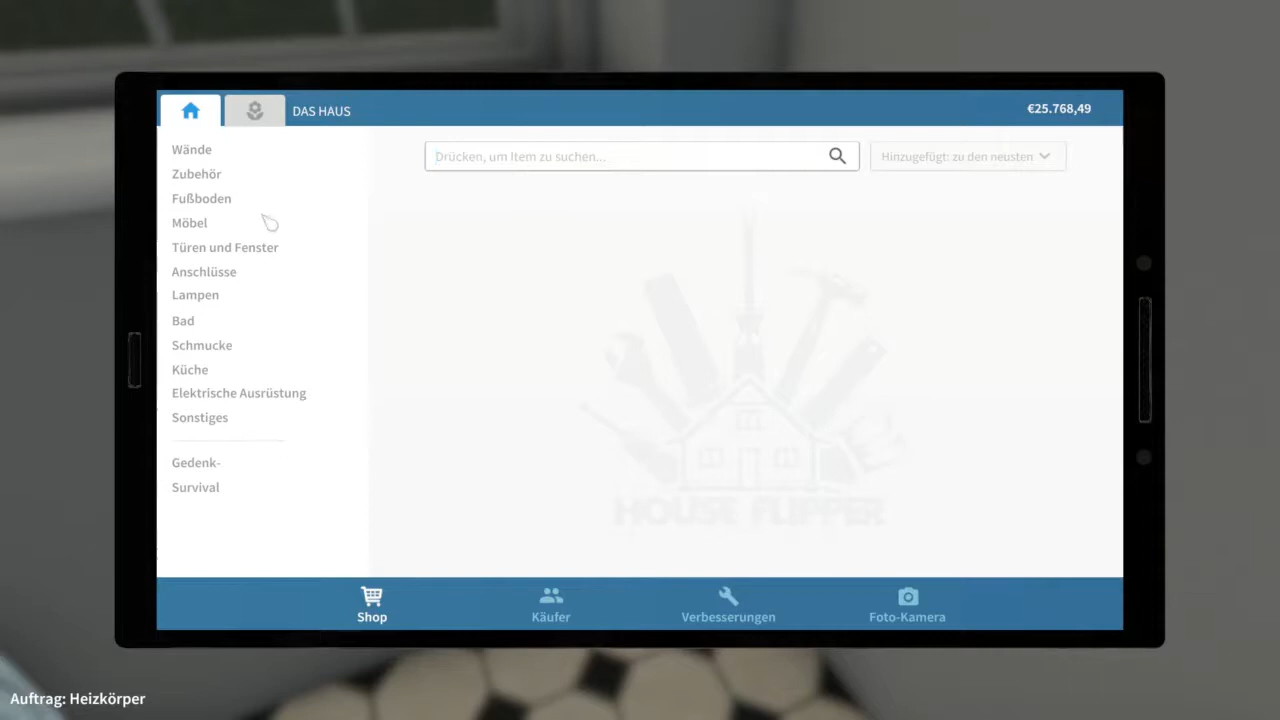 DAS HAUS
€25.768,49
Drücken, um Item zu suchen...
Hinzugefügt: zu den neusten
Wände
Zubehör
Fußboden
Möbel
Türen und Fenster
Anschlüsse
Lampen
Bad
Schmucke
Küche
Elektrische Ausrüstung
Sonstiges
Gedenk-
Survival
HOUSE FLIPPER
Shop
Käufer
Verbesserungen
Foto-Kamera
Auftrag: Heizkörper